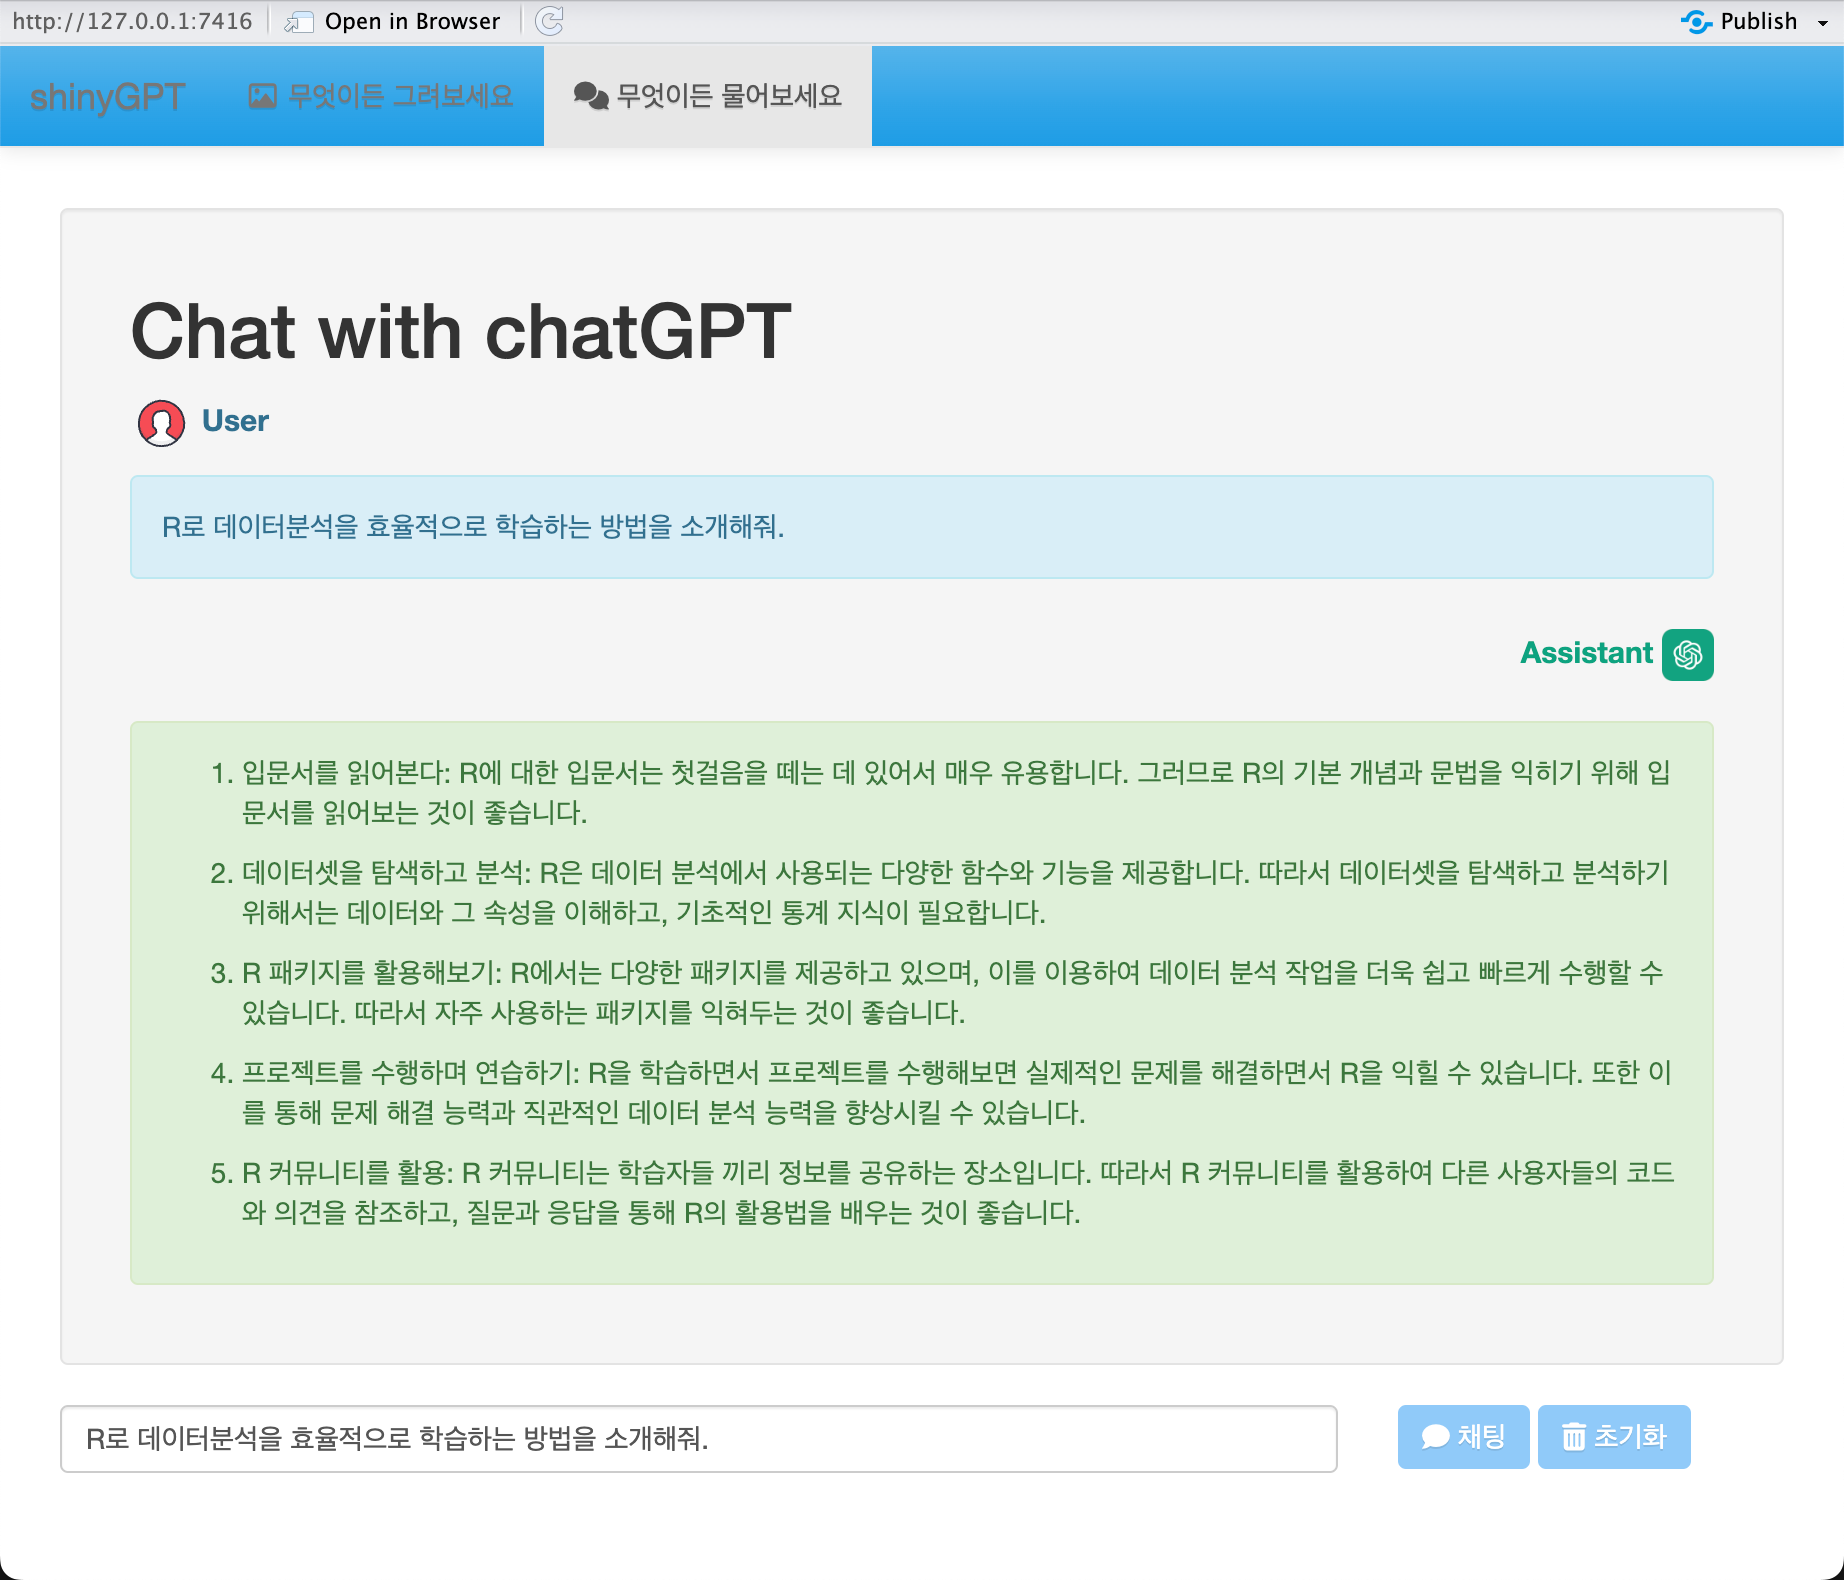 http://127.0.0.1:7416
Open in Browser
Publish
shinyGPT
무엇이든 그려보세요
무엇이든 물어보세요
Chat with chatGPT
User
R로 데이터분석을 효율적으로 학습하는 방법을 소개해줘.
Assistant
1. 입문서를 읽어본다: R에 대한 입문서는 첫걸음을 떼는 데 있어서 매우 유용합니다. 그러므로 R의 기본 개념과 문법을 익히기 위해 입
문서를 읽어보는 것이 좋습니다.
2. 데이터셋을 탐색하고 분석: R은 데이터 분석에서 사용되는 다양한 함수와 기능을 제공합니다. 따라서 데이터셋을 탐색하고 분석하기
위해서는 데이터와 그 속성을 이해하고, 기초적인 통계 지식이 필요합니다.
3. R 패키지를 활용해보기: R에서는 다양한 패키지를 제공하고 있으며, 이를 이용하여 데이터 분석 작업을 더욱 쉽고 빠르게 수행할 수
있습니다. 따라서 자주 사용하는 패키지를 익혀두는 것이 좋습니다.
4. 프로젝트를 수행하며 연습하기: R을 학습하면서 프로젝트를 수행해보면 실제적인 문제를 해결하면서 R을 익힐 수 있습니다. 또한 이
를 통해 문제 해결 능력과 직관적인 데이터 분석 능력을 향상시킬 수 있습니다.
5. R 커뮤니티를 활용: R 커뮤니티는 학습자들 끼리 정보를 공유하는 장소입니다. 따라서 R 커뮤니티를 활용하여 다른 사용자들의 코드
와 의견을 참조하고, 질문과 응답을 통해 R의 활용법을 배우는 것이 좋습니다.
R로 데이터분석을 효율적으로 학습하는 방법을 소개해줘.
채팅
초기화